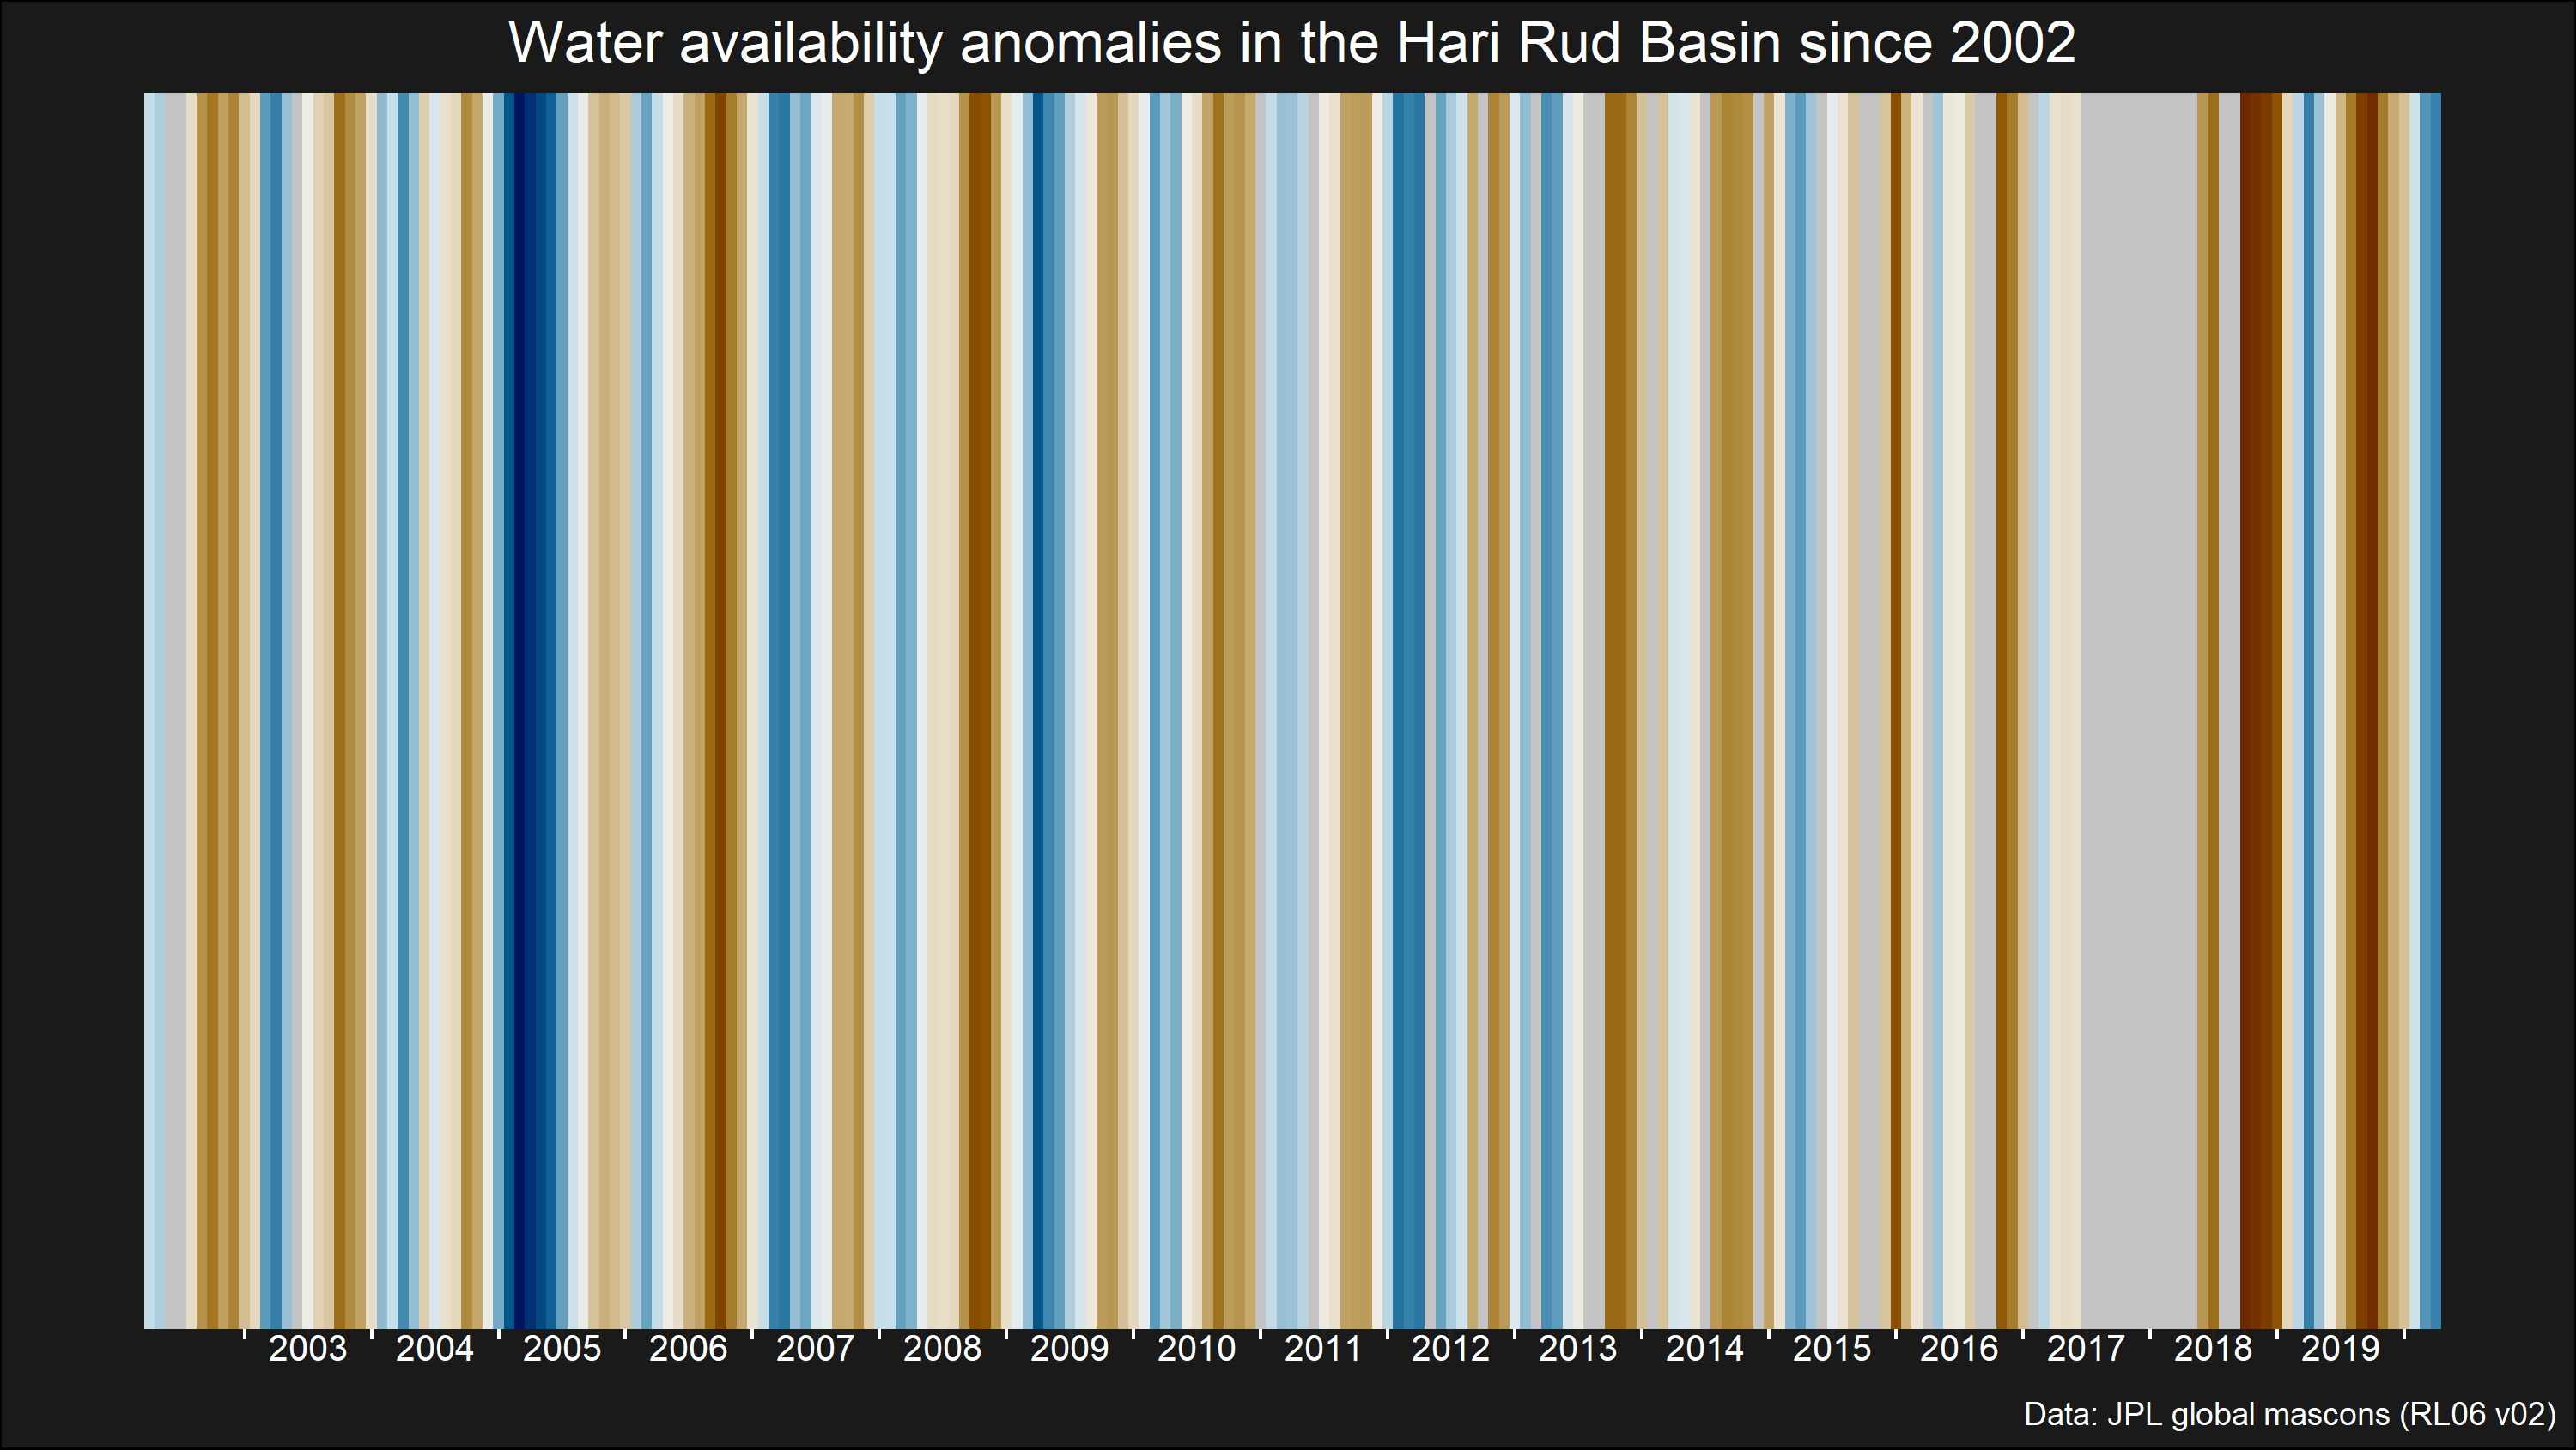 Water availability anomalies in the Hari Rud Basin since 2002
2003 2004 2005 2006 2007 2008 2009 2010 2011 2012 2013 2014 2015 2016 2017 2018 2019
Data: JPL global mascons (RL06 v02)